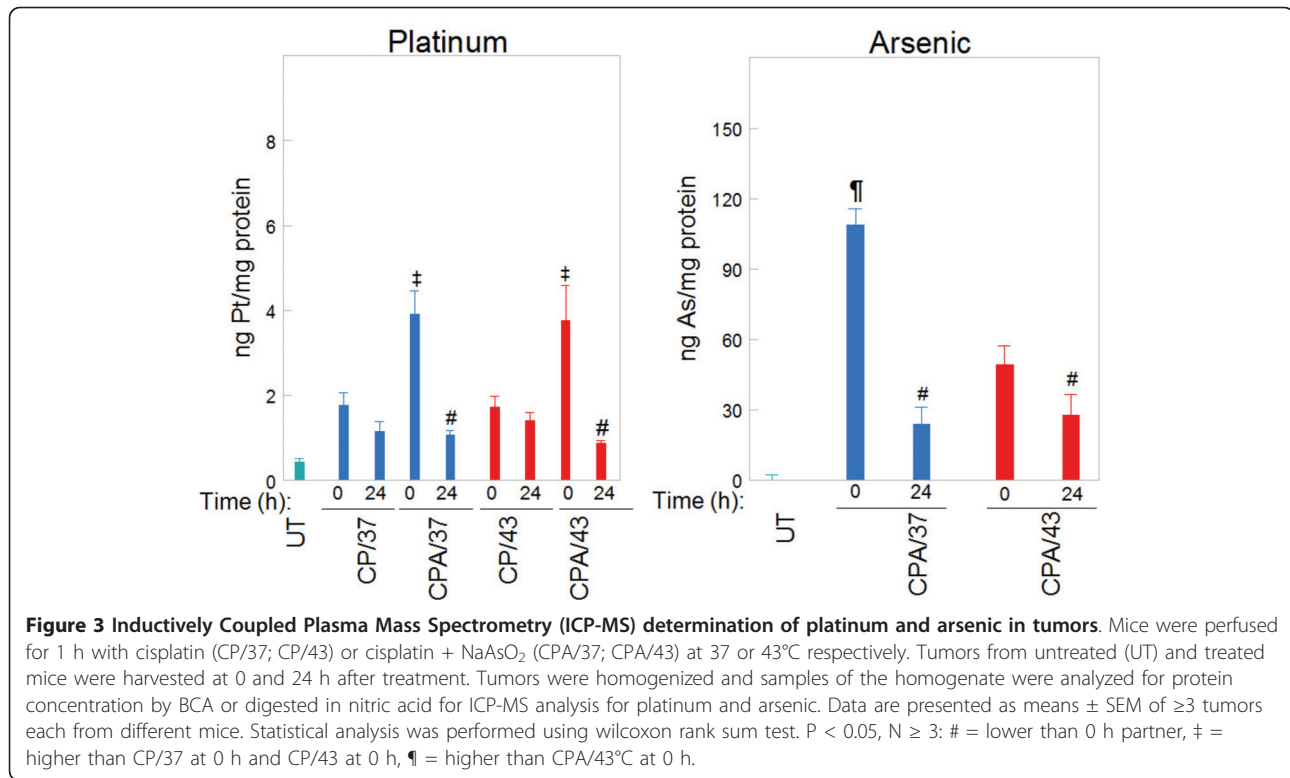 Platinum
ng Pt/mg protein
8
6
4
2
0
‡
#
‡
#
Time (h): 0 24 0 24 0 24 0 24
UT CP/37 CPA/37 CP/43 CPA/43
Arsenic
ng As/mg protein
150
120
90
60
30
0
¶
#
#
Time (h): 0 24 0 24
UT CPA/37 CPA/43
Figure 3 Inductively Coupled Plasma Mass Spectrometry (ICP-MS) determination of platinum and arsenic in tumors. Mice were perfused
for 1 h with cisplatin (CP/37; CP/43) or cisplatin + NaAsO₂ (CPA/37; CPA/43) at 37 or 43°C respectively. Tumors from untreated (UT) and treated
mice were harvested at 0 and 24 h after treatment. Tumors were homogenized and samples of the homogenate were analyzed for protein
concentration by BCA or digested in nitric acid for ICP-MS analysis for platinum and arsenic. Data are presented as means ± SEM of ≥3 tumors
each from different mice. Statistical analysis was performed using wilcoxon rank sum test. P < 0.05, N ≥ 3: # = lower than 0 h partner, ‡ =
higher than CP/37 at 0 h and CP/43 at 0 h, ¶ = higher than CPA/43°C at 0 h.